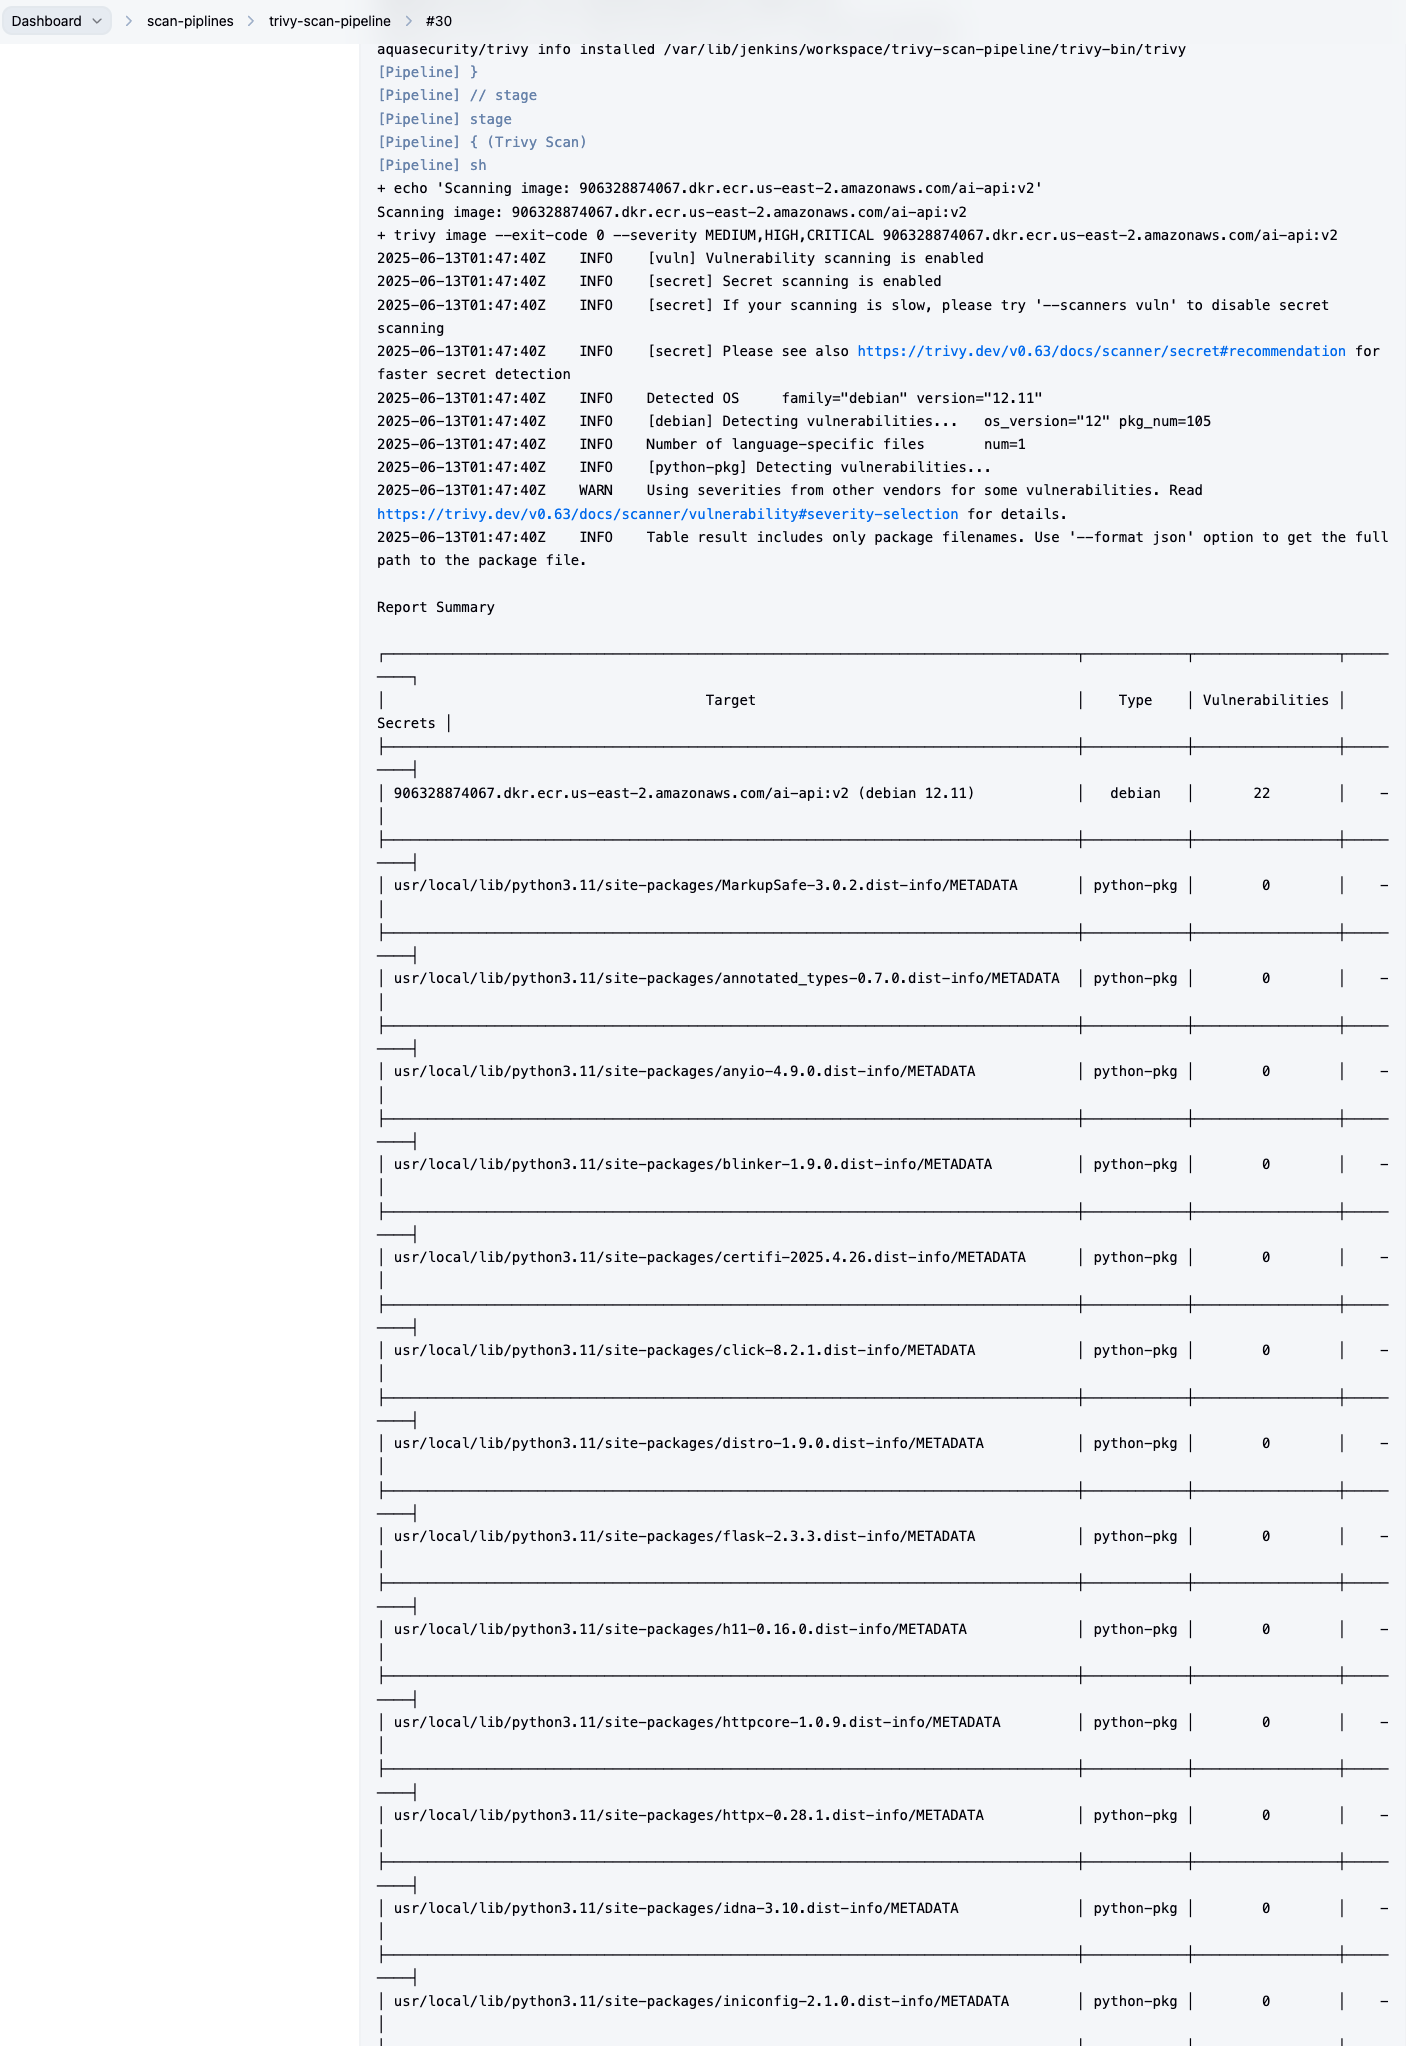 Dashboard scan-piplines trivy-scan-pipeline #30
aquasecurity/trivy info installed /var/lib/jenkins/workspace/trivy-scan-pipeline/trivy-bin/trivy
[Pipeline] }
[Pipeline] // stage
[Pipeline] stage
[Pipeline] { (Trivy Scan)
[Pipeline] sh
+ echo 'Scanning image: 906328874067.dkr.ecr.us-east-2.amazonaws.com/ai-api:v2'
Scanning image: 906328874067.dkr.ecr.us-east-2.amazonaws.com/ai-api:v2
+ trivy image --exit-code 0 --severity MEDIUM,HIGH,CRITICAL 906328874067.dkr.ecr.us-east-2.amazonaws.com/ai-api:v2
2025-06-13T01:47:40Z INFO [vuln] Vulnerability scanning is enabled
2025-06-13T01:47:40Z INFO [secret] Secret scanning is enabled
2025-06-13T01:47:40Z INFO [secret] If your scanning is slow, please try '--scanners vuln' to disable secret
scanning
2025-06-13T01:47:40Z INFO [secret] Please see also https://trivy.dev/v0.63/docs/scanner/secret#recommendation for
faster secret detection
2025-06-13T01:47:40Z INFO Detected OS family="debian" version="12.11"
2025-06-13T01:47:40Z INFO [debian] Detecting vulnerabilities... os_version="12" pkg_num=105
2025-06-13T01:47:40Z INFO Number of language-specific files num=1
2025-06-13T01:47:40Z INFO [python-pkg] Detecting vulnerabilities...
2025-06-13T01:47:40Z WARN Using severities from other vendors for some vulnerabilities. Read
https://trivy.dev/v0.63/docs/scanner/vulnerability#severity-selection for details.
2025-06-13T01:47:40Z INFO Table result includes only package filenames. Use '--format json' option to get the full
path to the package file.
Report Summary
Target │ Type │ Vulnerabilities │
Secrets │
│ 906328874067.dkr.ecr.us-east-2.amazonaws.com/ai-api:v2 (debian 12.11) │ debian │ 22 │ -
│ usr/local/lib/python3.11/site-packages/MarkupSafe-3.0.2.dist-info/METADATA │ python-pkg │ 0 │ -
│ usr/local/lib/python3.11/site-packages/annotated_types-0.7.0.dist-info/METADATA │ python-pkg │ 0 │ -
│ usr/local/lib/python3.11/site-packages/anyio-4.9.0.dist-info/METADATA │ python-pkg │ 0 │ -
│ usr/local/lib/python3.11/site-packages/blinker-1.9.0.dist-info/METADATA │ python-pkg │ 0 │ -
│ usr/local/lib/python3.11/site-packages/certifi-2025.4.26.dist-info/METADATA │ python-pkg │ 0 │ -
│ usr/local/lib/python3.11/site-packages/click-8.2.1.dist-info/METADATA │ python-pkg │ 0 │ -
│ usr/local/lib/python3.11/site-packages/distro-1.9.0.dist-info/METADATA │ python-pkg │ 0 │ -
│ usr/local/lib/python3.11/site-packages/flask-2.3.3.dist-info/METADATA │ python-pkg │ 0 │ -
│ usr/local/lib/python3.11/site-packages/h11-0.16.0.dist-info/METADATA │ python-pkg │ 0 │ -
│ usr/local/lib/python3.11/site-packages/httpcore-1.0.9.dist-info/METADATA │ python-pkg │ 0 │ -
│ usr/local/lib/python3.11/site-packages/httpx-0.28.1.dist-info/METADATA │ python-pkg │ 0 │ -
│ usr/local/lib/python3.11/site-packages/idna-3.10.dist-info/METADATA │ python-pkg │ 0 │ -
│ usr/local/lib/python3.11/site-packages/iniconfig-2.1.0.dist-info/METADATA │ python-pkg │ 0 │ -